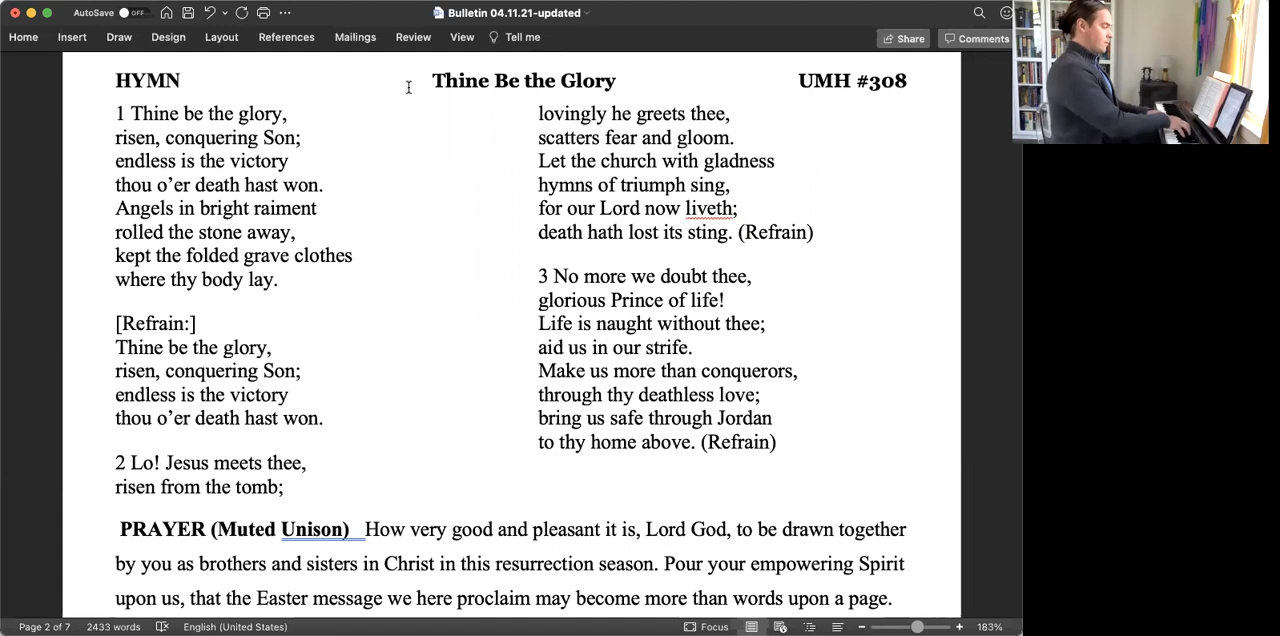 AutoSave OFF
Bulletin 04.11.21-updated
Home Insert Draw Design Layout References Mailings Review View Tell me
Share Comments
HYMN Thine Be the Glory UMH #308
1 Thine be the glory,
risen, conquering Son;
endless is the victory
thou o’er death hast won.
Angels in bright raiment
rolled the stone away,
kept the folded grave clothes
where thy body lay.
[Refrain:]
Thine be the glory,
risen, conquering Son;
endless is the victory
thou o’er death hast won.
2 Lo! Jesus meets thee,
risen from the tomb;
lovingly he greets thee,
scatters fear and gloom.
Let the church with gladness
hymns of triumph sing,
for our Lord now liveth;
death hath lost its sting. (Refrain)
3 No more we doubt thee,
glorious Prince of life!
Life is naught without thee;
aid us in our strife.
Make us more than conquerors,
through thy deathless love;
bring us safe through Jordan
to thy home above. (Refrain)
PRAYER (Muted Unison) How very good and pleasant it is, Lord God, to be drawn together
by you as brothers and sisters in Christ in this resurrection season. Pour your empowering Spirit
upon us, that the Easter message we here proclaim may become more than words upon a page.
Page 2 of 7 2433 words English (United States) Focus 183%